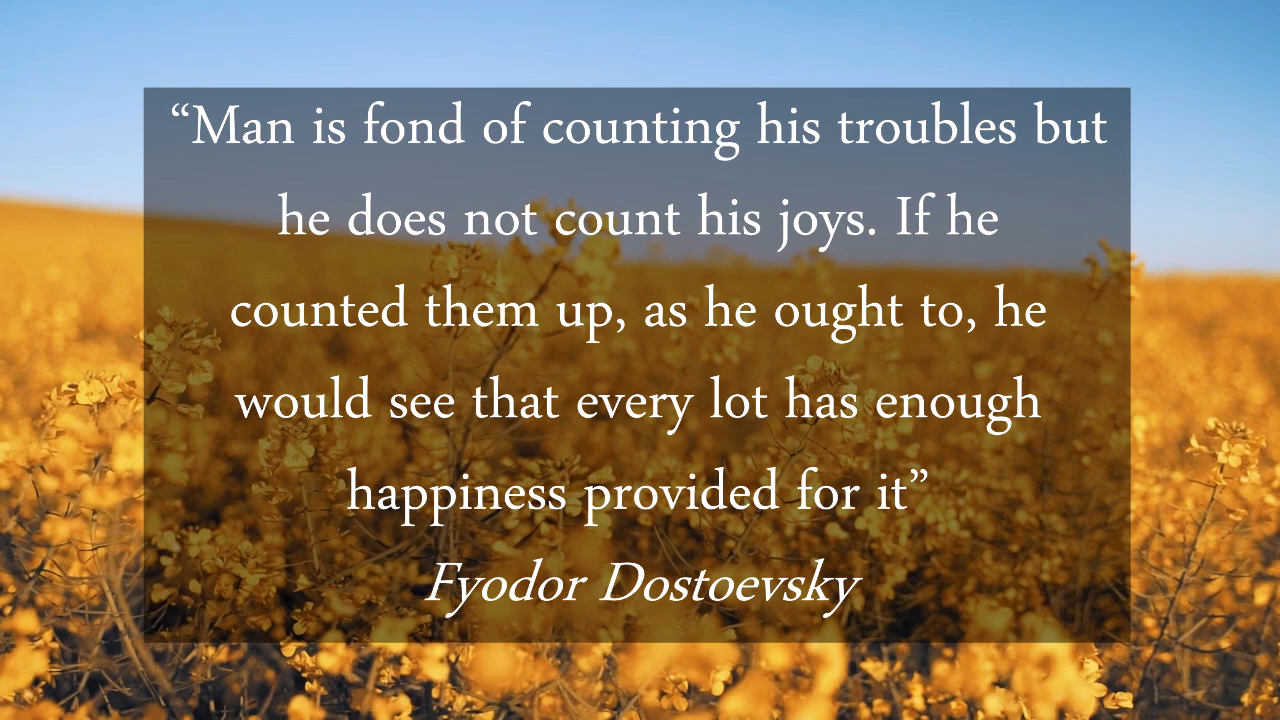 “Man is fond of counting his troubles but
he does not count his joys. If he
counted them up, as he ought to, he
would see that every lot has enough
happiness provided for it”
Fyodor Dostoevsky